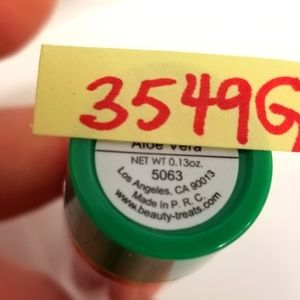 3549G
Aloe Vera
NET WT 0.13oz.
5063
Los Angeles, CA 90013
Made in P. R. C.
www.beauty-treats.com